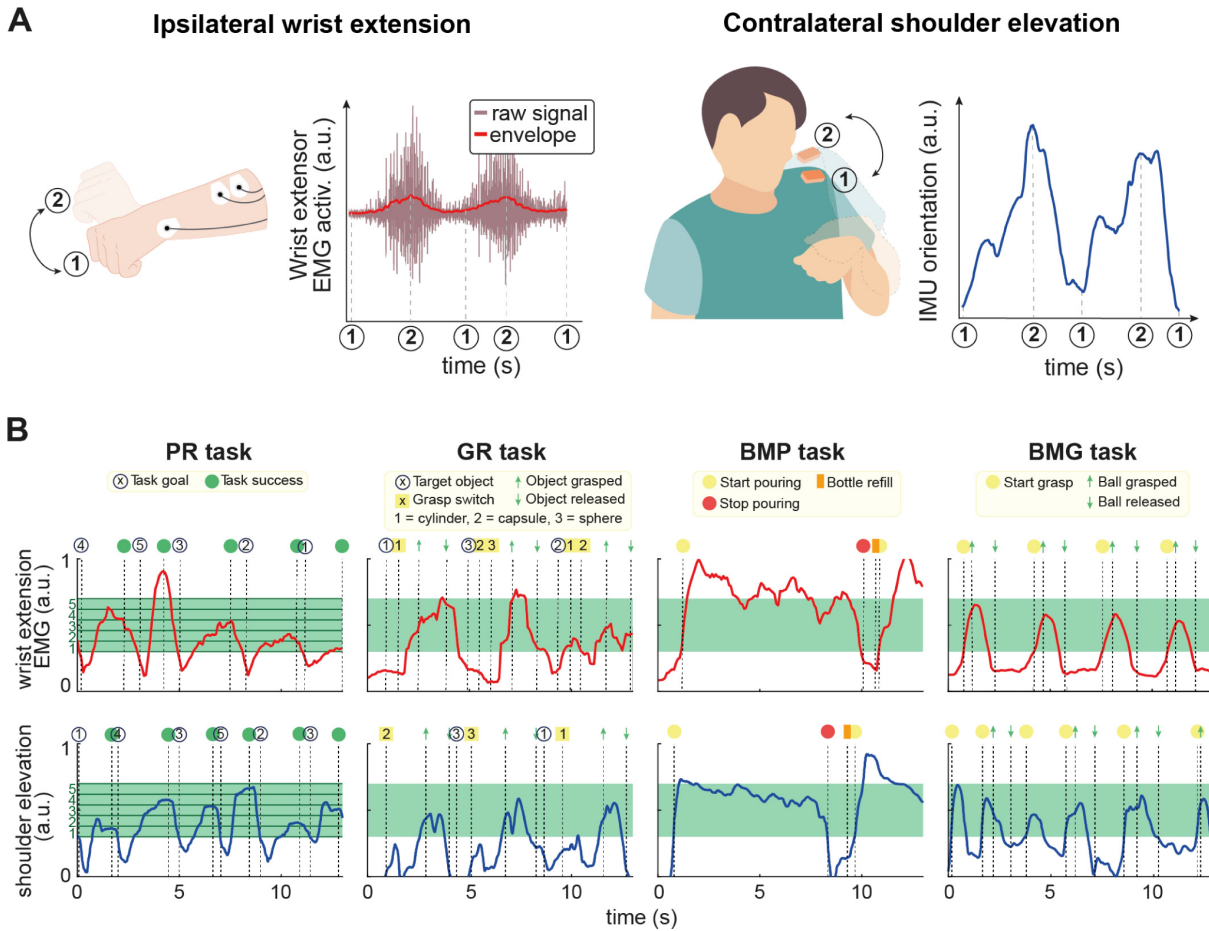 A
Ipsilateral wrist extension
Contralateral shoulder elevation
raw signal
envelope
Wrist extensor
EMG activ. (a.u.)
2
1
1 2 1 2 1
time (s)
2
1
IMU orientation (a.u.)
1 2 1 2 1
time (s)
B
PR task
GR task
BMP task
BMG task
x Task goal
Task success
x Target object
Object grasped
x Grasp switch
Object released
1 = cylinder, 2 = capsule, 3 = sphere
Start pouring
Bottle refill
Stop pouring
Start grasp
Ball grasped
Ball released
4 5 3 2 1
1 1 3 2 3 2 1 2
wrist extension
EMG (a.u.)
1
5
4
3
2
1
0
1 4 3 5 2 3
2 3 3 1 1
shoulder elevation
(a.u.)
1
5
4
3
2
1
0
0 5 10
0 5 10
0 5 10
0 5 10
time (s)